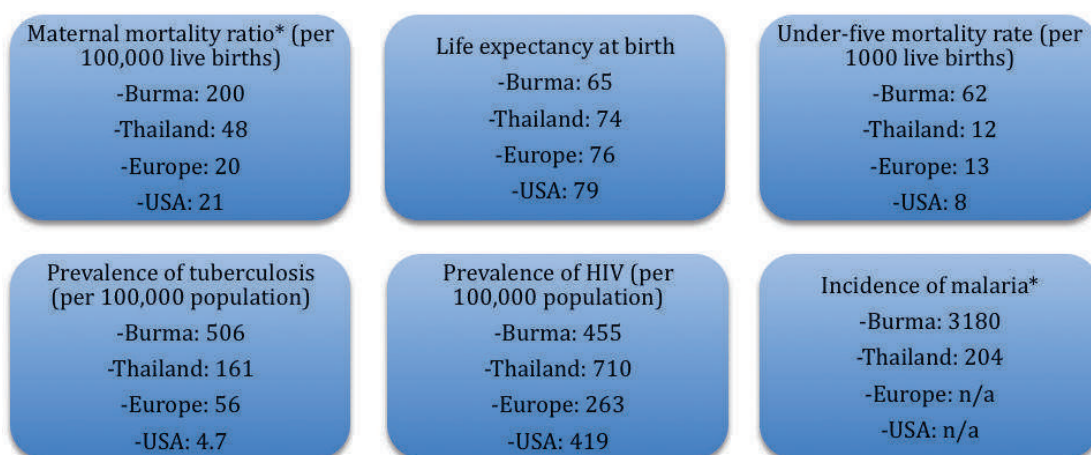 Maternal mortality ratio* (per
100,000 live births)
-Burma: 200
-Thailand: 48
-Europe: 20
-USA: 21
Life expectancy at birth
-Burma: 65
-Thailand: 74
-Europe: 76
-USA: 79
Under-five mortality rate (per
1000 live births)
-Burma: 62
-Thailand: 12
-Europe: 13
-USA: 8
Prevalence of tuberculosis
(per 100,000 population)
-Burma: 506
-Thailand: 161
-Europe: 56
-USA: 4.7
Prevalence of HIV (per
100,000 population)
-Burma: 455
-Thailand: 710
-Europe: 263
-USA: 419
Incidence of malaria*
-Burma: 3180
-Thailand: 204
-Europe: n/a
-USA: n/a